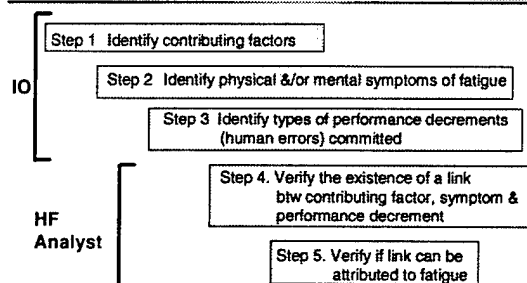 Step 1 Identify contributing factors
IO
Step 2 Identify physical &/or mental symptoms of fatigue
Step 3 Identify types of performance decrements
(human errors) committed
Step 4. Verify the existence of a link
btw contributing factor, symptom &
performance decrement
HF
Analyst
Step 5. Verify if link can be
attributed to fatigue